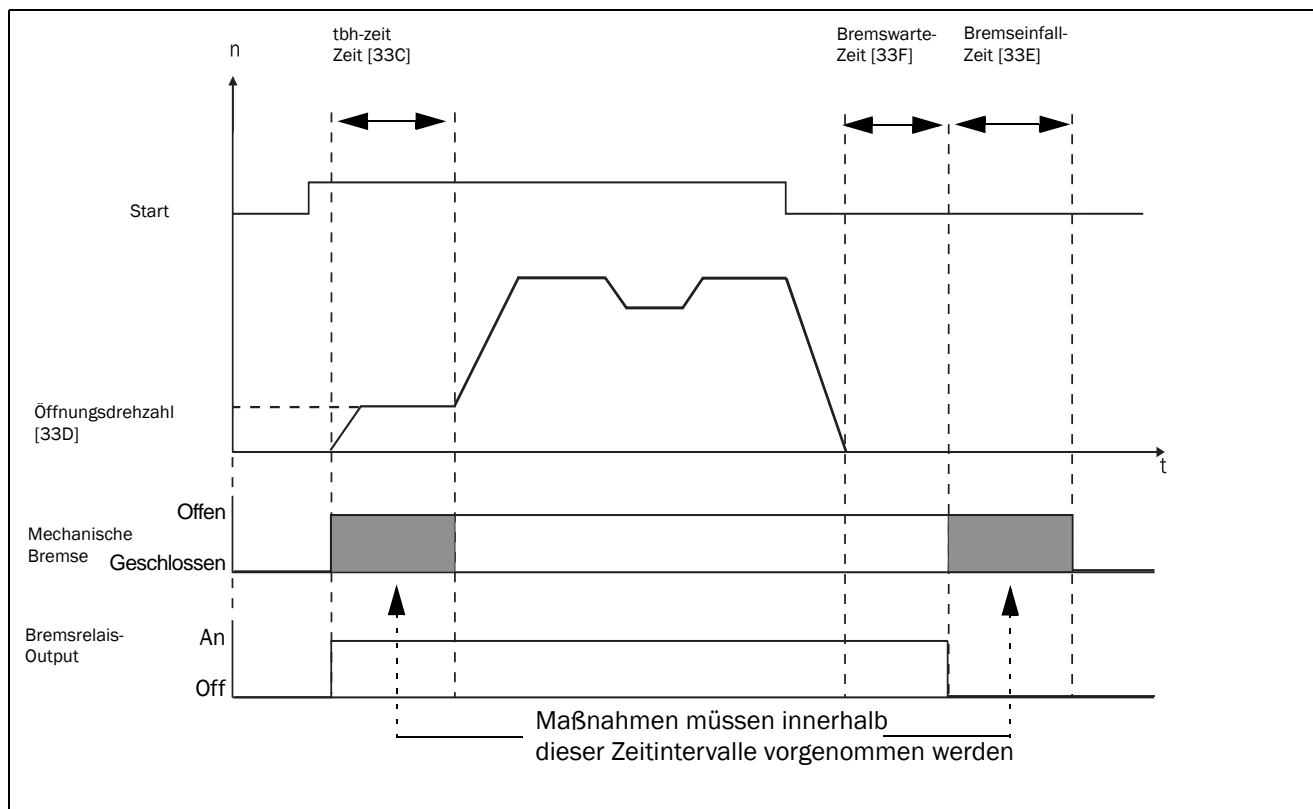 n
tbh-zeit
Zeit [33C]
Bremswarte-
Zeit [33F]
Bremseinfall-
Zeit [33E]
Start
Öffnungsdrehzahl
[33D]
t
Offen
Mechanische
Bremse
Geschlossen
Bremsrelais-
Output
An
Off
Maßnahmen müssen innerhalb
dieser Zeitintervalle vorgenommen werden